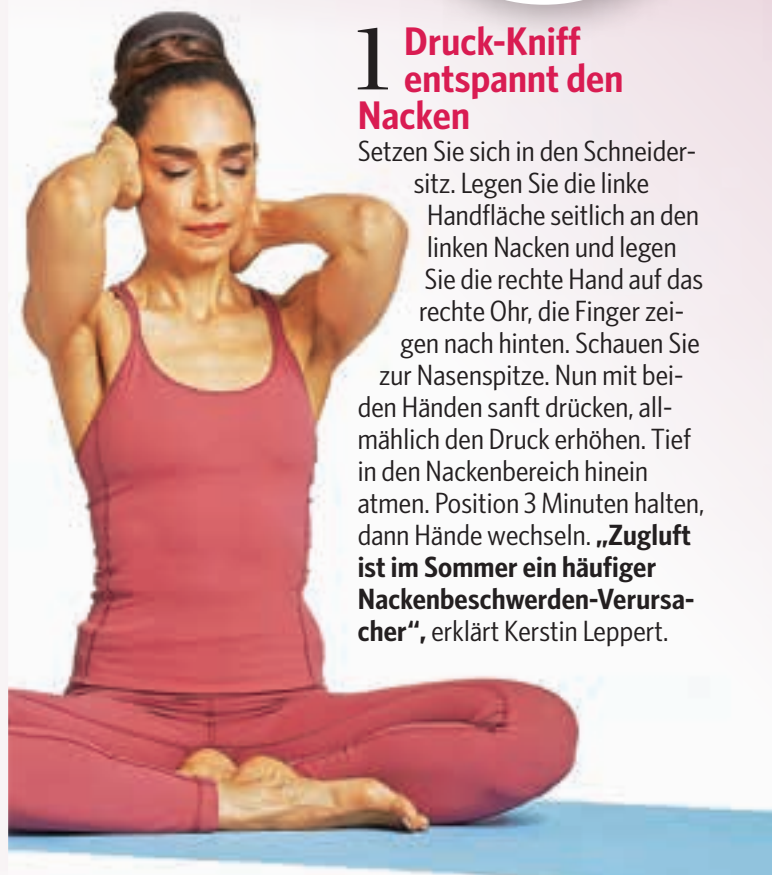 1 Druck-Kniff
entspannt den
Nacken
Setzen Sie sich in den Schneider-
sitz. Legen Sie die linke
Handfläche seitlich an den
linken Nacken und legen
Sie die rechte Hand auf das
rechte Ohr, die Finger zei-
gen nach hinten. Schauen Sie
zur Nasenspitze. Nun mit bei-
den Händen sanft drücken, all-
mählich den Druck erhöhen. Tief
in den Nackenbereich hinein
atmen. Position 3 Minuten halten,
dann Hände wechseln. „Zugluft
ist im Sommer ein häufiger
Nackenbeschwerden-Verursa-
cher“, erklärt Kerstin Leppert.